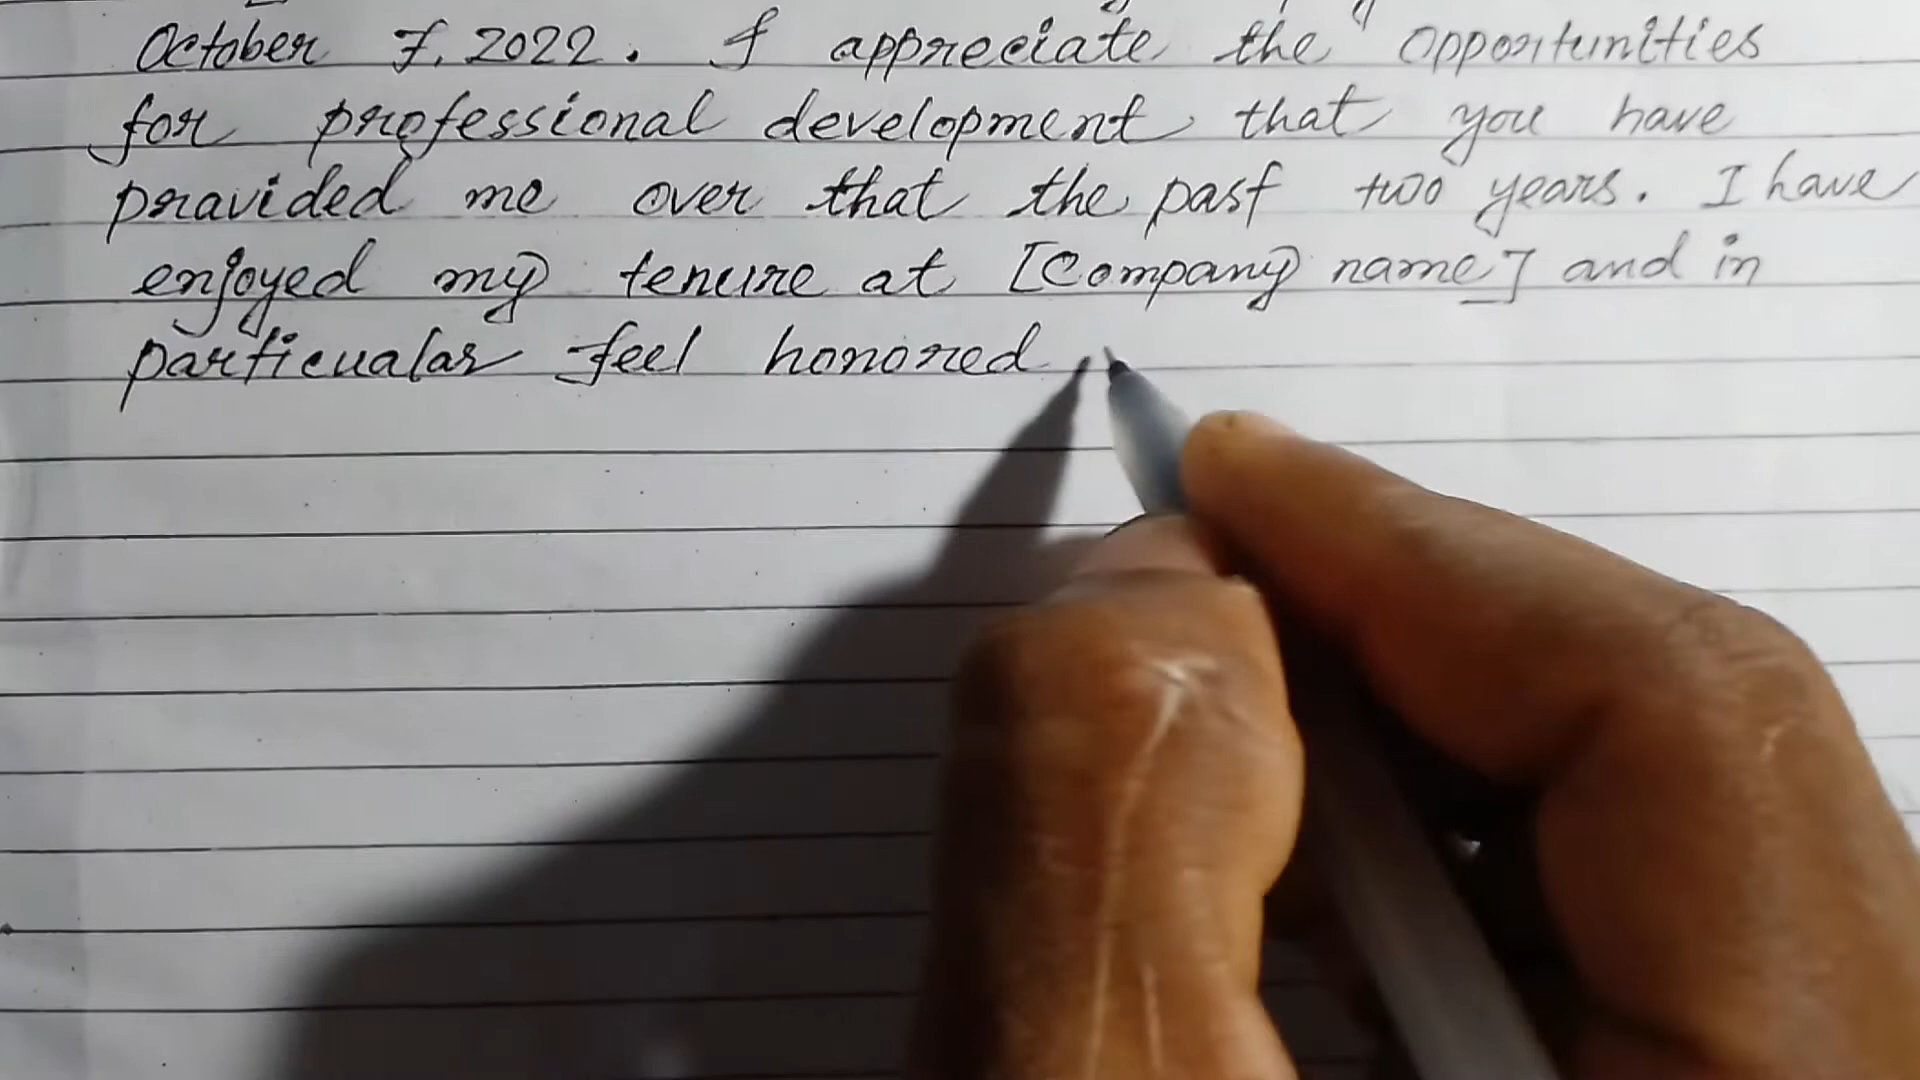 October 7, 2022. I appreciate the opportunities
for professional development that you have
pravided me over that the past two years. I have
enjoyed my tenure at [Company name] and in
particualar feel honored